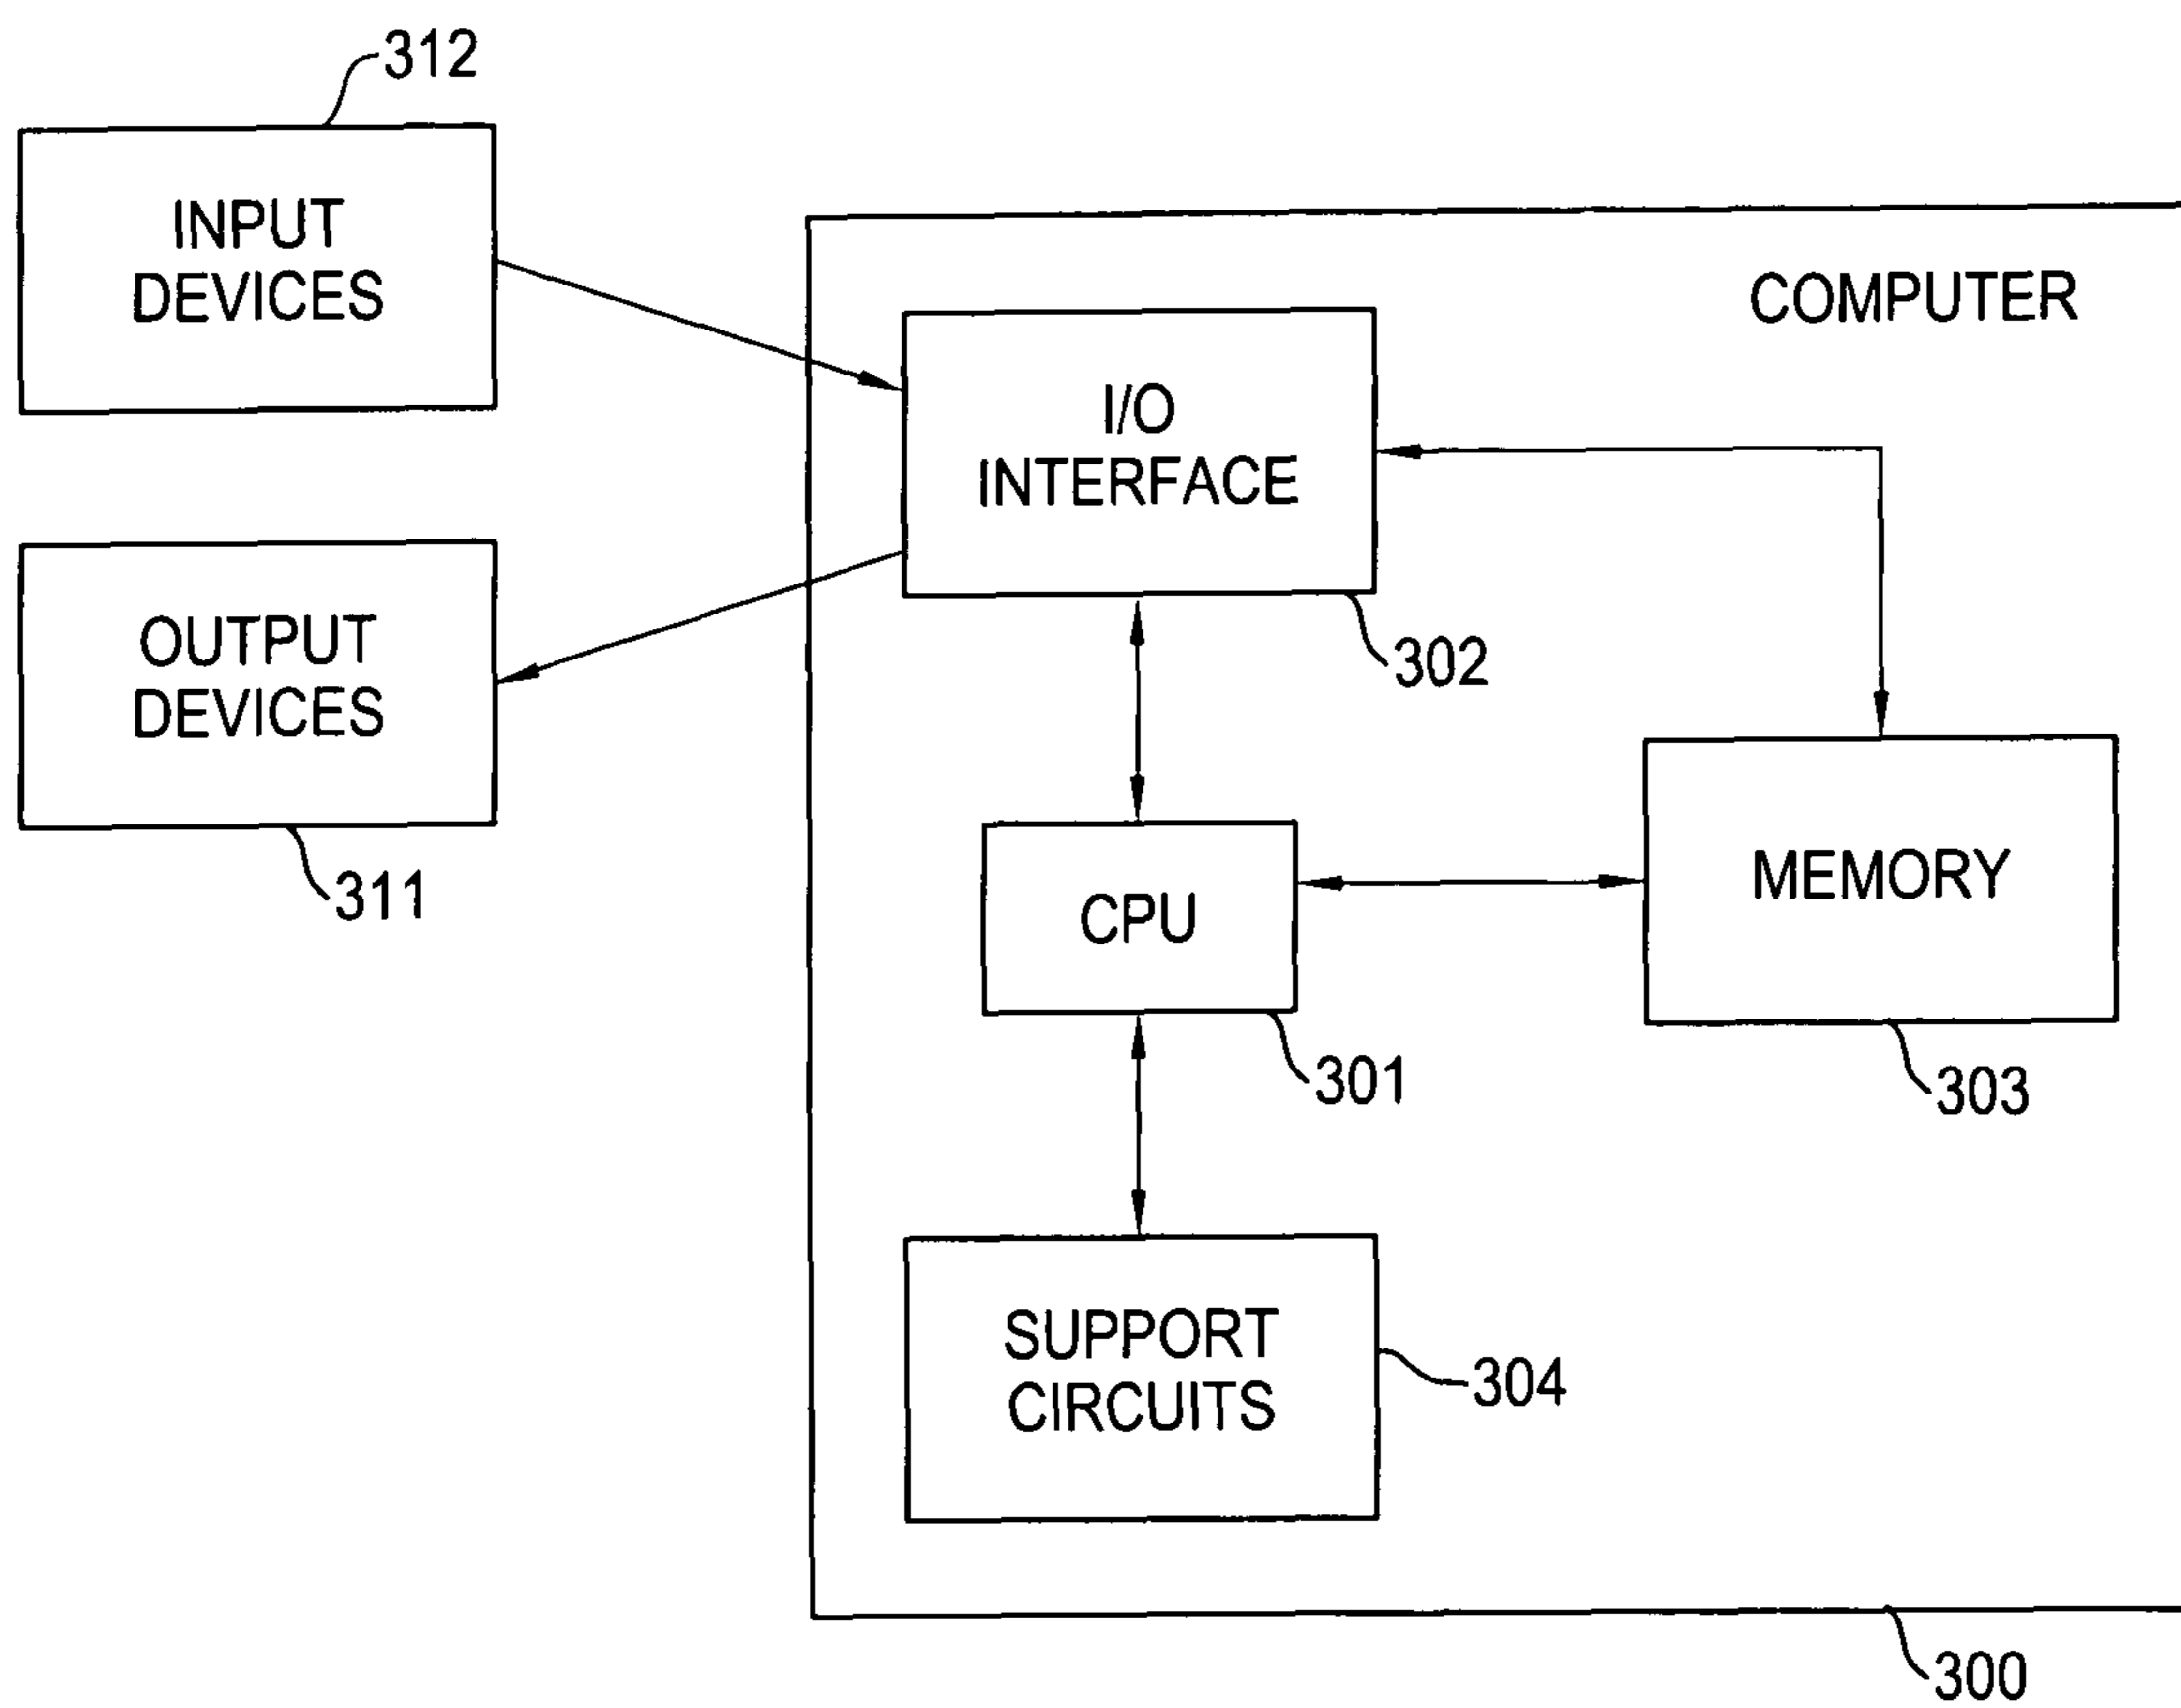 312
INPUT
DEVICES
COMPUTER
I/O
INTERFACE
302
OUTPUT
DEVICES
311
CPU
301
MEMORY
303
SUPPORT
CIRCUITS
304
300